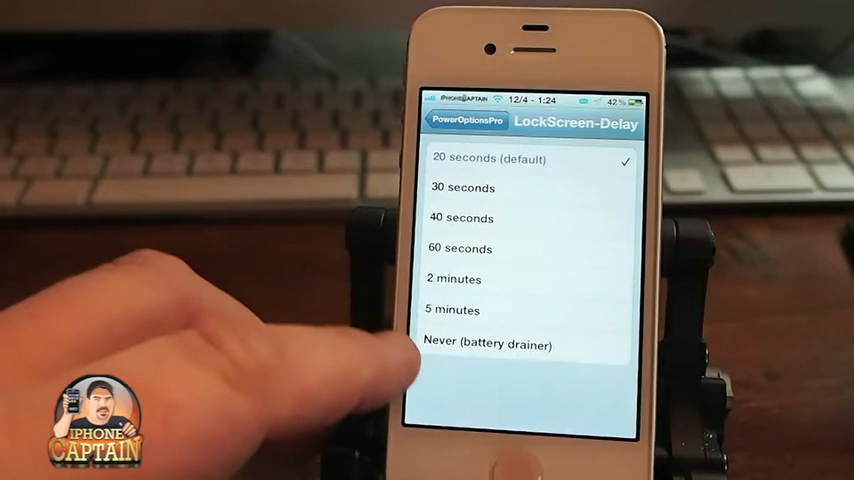 iPHONECAPTAIN 12/4 - 1:24 42%
PowerOptionsPro LockScreen-Delay
20 seconds (default)
30 seconds
40 seconds
60 seconds
2 minutes
5 minutes
Never (battery drainer)
IPHONE
CAPTAIN